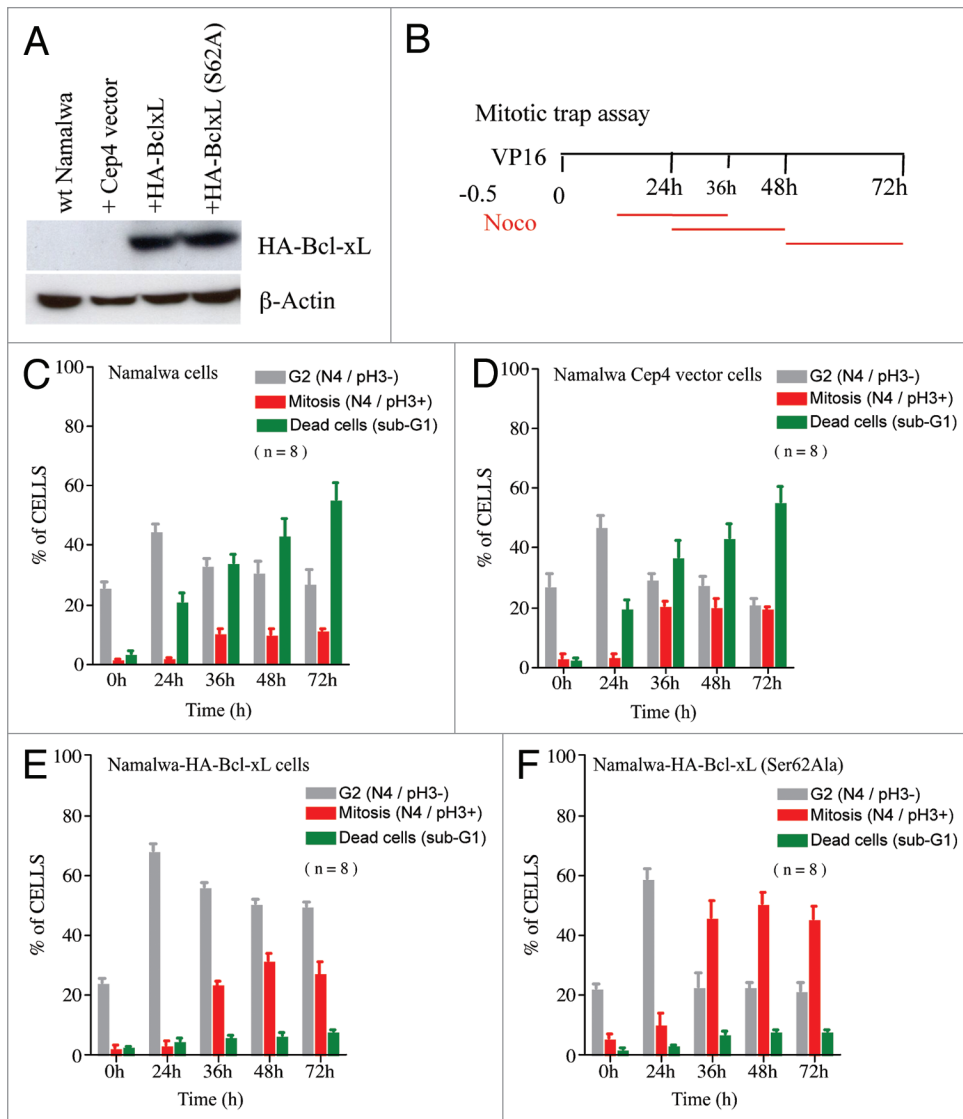 A
wt Namalwa
+ Cep4 vector
+HA-BclxL
+HA-BclxL (S62A)
HA-Bcl-xL
β-Actin
B
Mitotic trap assay
VP16
-0.5 0 24h 36h 48h 72h
Noco
C
Namalwa cells
G2 (N4 / pH3-)
Mitosis (N4 / pH3+)
Dead cells (sub-G1)
( n = 8 )
% of CELLS
100
80
60
40
20
0
0h 24h 36h 48h 72h
Time (h)
D
Namalwa Cep4 vector cells
G2 (N4 / pH3-)
Mitosis (N4 / pH3+)
Dead cells (sub-G1)
( n = 8 )
% of CELLS
100
80
60
40
20
0
0h 24h 36h 48h 72h
Time (h)
E
Namalwa-HA-Bcl-xL cells
G2 (N4 / pH3-)
Mitosis (N4 / pH3+)
Dead cells (sub-G1)
( n = 8 )
% of CELLS
100
80
60
40
20
0
0h 24h 36h 48h 72h
Time (h)
F
Namalwa-HA-Bcl-xL (Ser62Ala)
G2 (N4 / pH3-)
Mitosis (N4 / pH3+)
Dead cells (sub-G1)
( n = 8 )
% of CELLS
100
80
60
40
20
0
0h 24h 36h 48h 72h
Time (h)